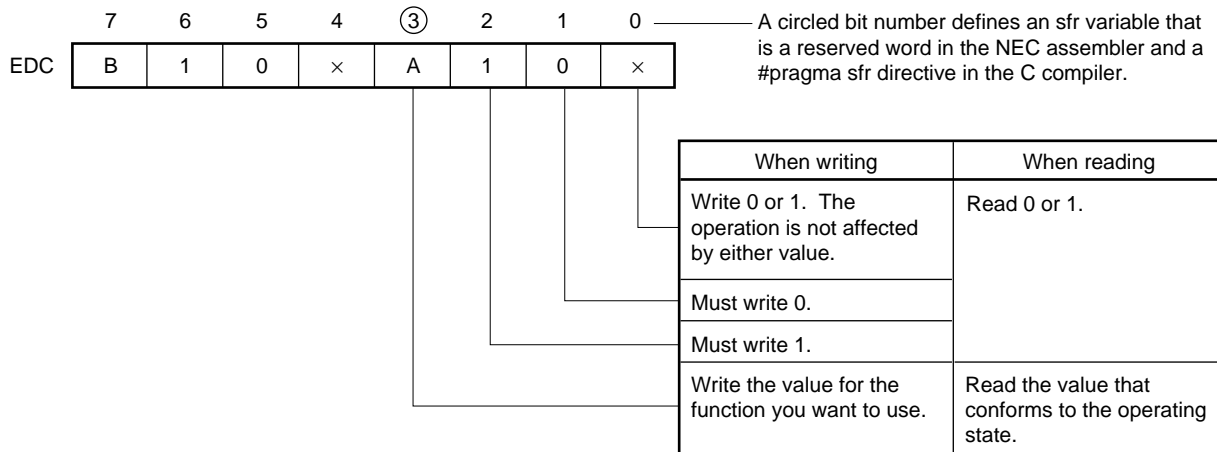 7 6 5 4 ③ 2 1 0
A circled bit number defines an sfr variable that
is a reserved word in the NEC assembler and a
#pragma sfr directive in the C compiler.
EDC B 1 0 × A 1 0 ×
When writing When reading
Write 0 or 1. The
operation is not affected
by either value.
Read 0 or 1.
Must write 0.
Must write 1.
Write the value for the
function you want to use.
Read the value that
conforms to the operating
state.